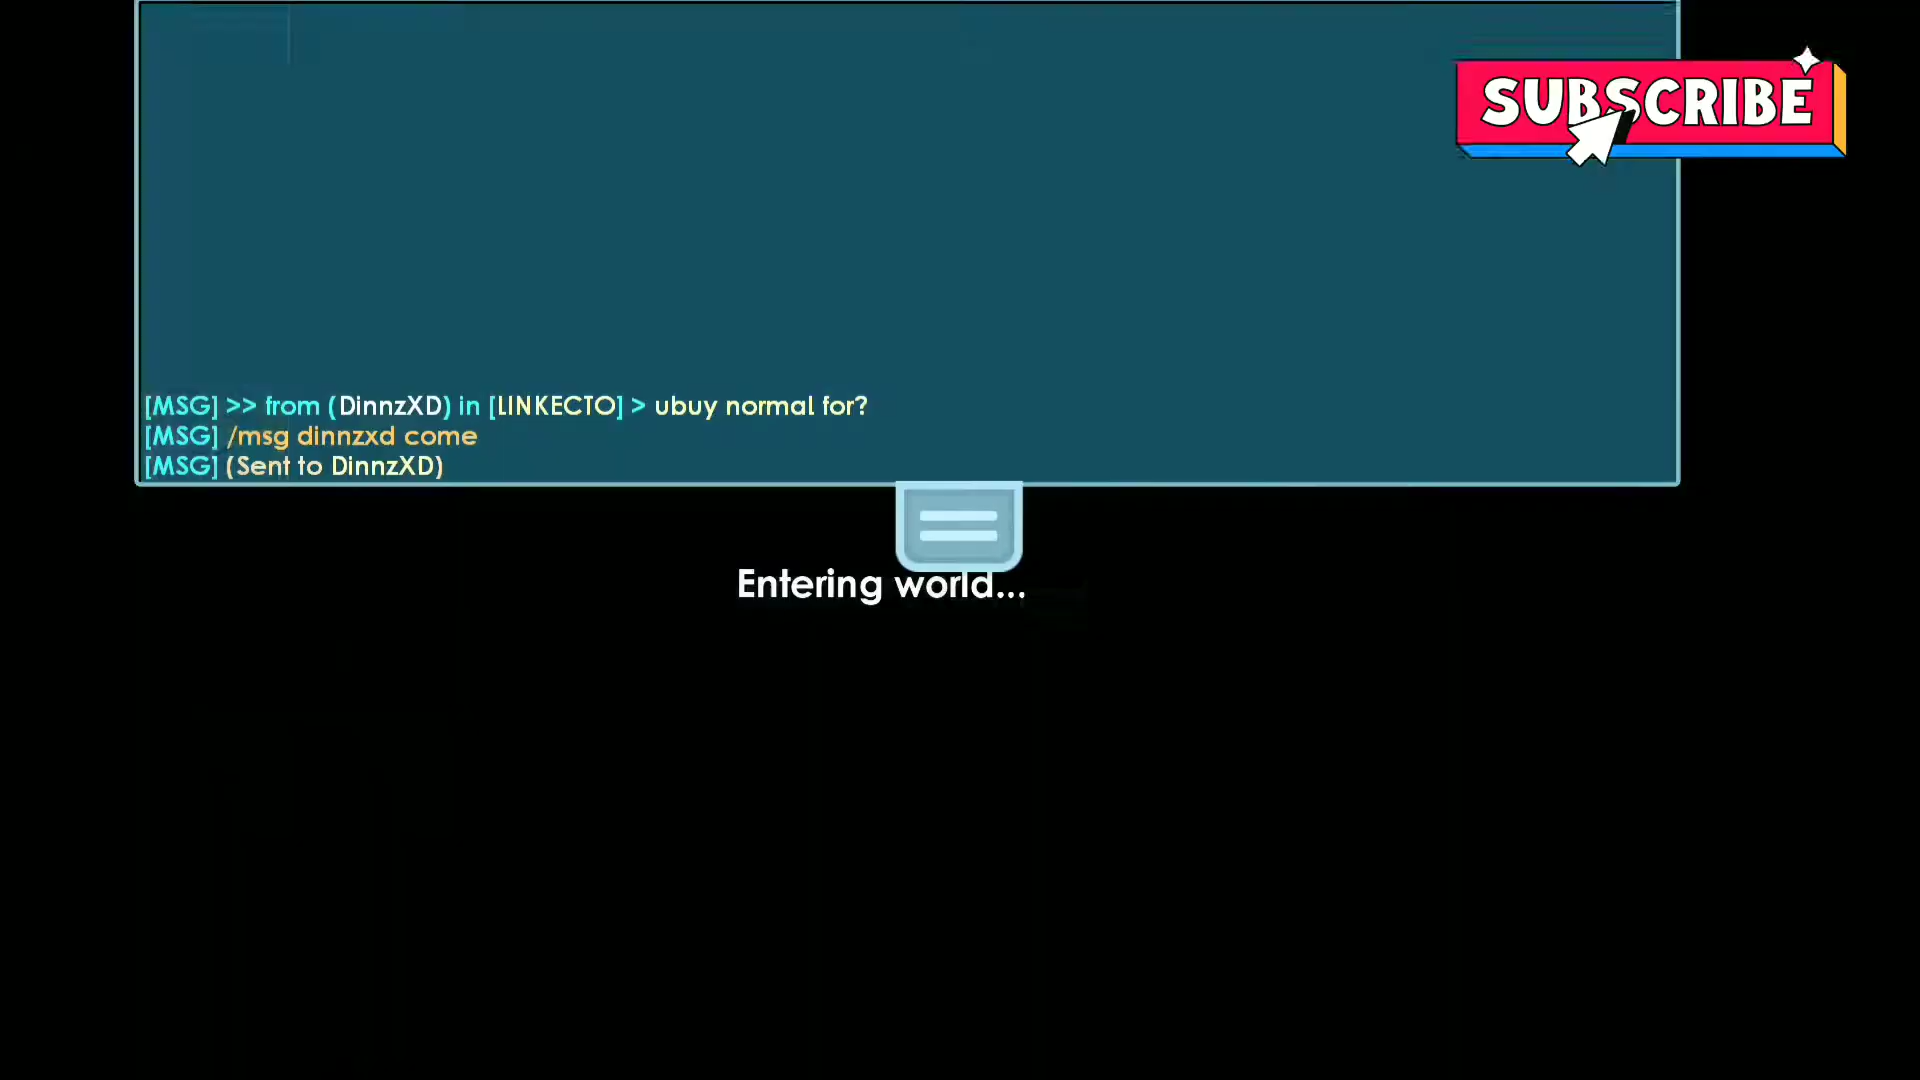 SUBSCRIBE
[MSG] >> from (DinnzXD) in [LINKECTO] > ubuy normal for?
[MSG] /msg dinnzxd come
[MSG] (Sent to DinnzXD)
Entering world...